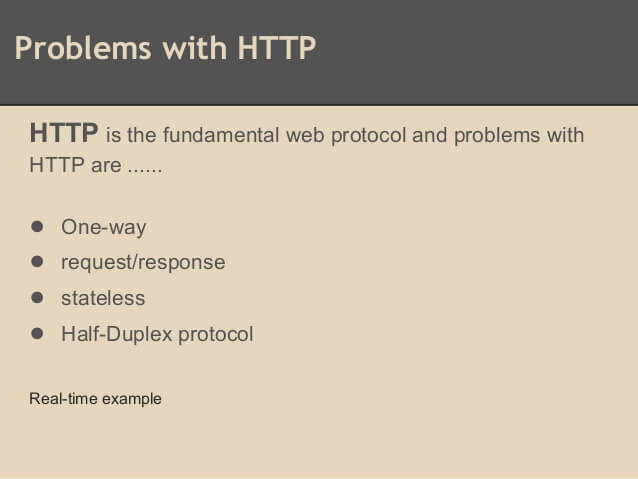 Problems with HTTP
HTTP is the fundamental web protocol and problems with
HTTP are ......
● One-way
● request/response
● stateless
● Half-Duplex protocol
Real-time example